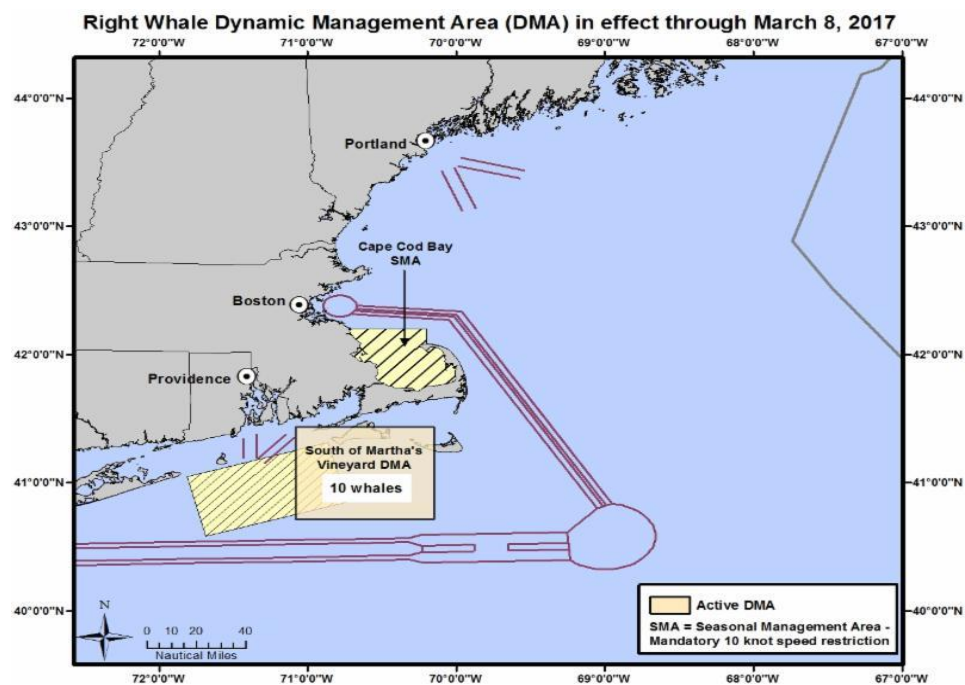 Right Whale Dynamic Management Area (DMA) in effect through March 8, 2017
72°0'0"W 71°0'0"W 70°0'0"W 69°0'0"W 68°0'0"W 67°0'0"W
44°0'0"N 44°0'0"N
Portland
43°0'0"N 43°0'0"N
Cape Cod Bay
SMA
Boston
42°0'0"N 42°0'0"N
Providence
South of Martha's
Vineyard DMA
10 whales
41°0'0"N 41°0'0"N
40°0'0"N 40°0'0"N
N
0 10 20 40
Nautical Miles
Active DMA
SMA = Seasonal Management Area -
Mandatory 10 knot speed restriction
72°0'0"W 71°0'0"W 70°0'0"W 69°0'0"W 68°0'0"W 67°0'0"W